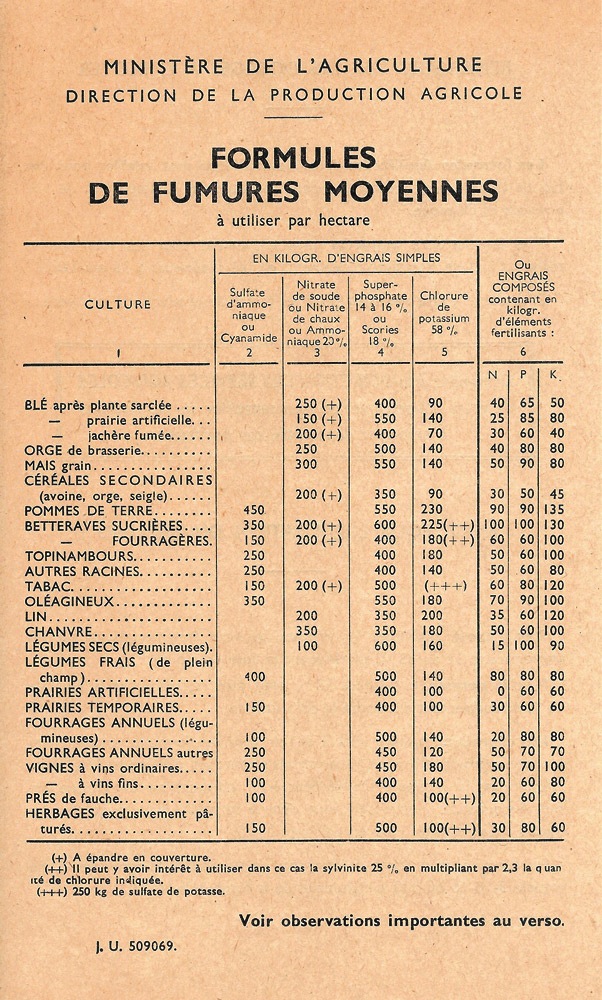 MINISTÈRE DE L'AGRICULTURE
DIRECTION DE LA PRODUCTION AGRICOLE
FORMULES
DE FUMURES MOYENNES
à utiliser par hectare
CULTURE
1
EN KILOGR. D'ENGRAIS SIMPLES
Sulfate
d'ammo-
niaque
ou
Cyanamide
2
Nitrate
de soude
ou Nitrate
de chaux
ou Ammo-
niaque 20 %
3
Super-
phosphate
14 à 16 %
ou
Scories
18 %
4
Chlorure
de
potassium
58 %
5
Ou
ENGRAIS
COMPOSÉS
contenant en
kilogr.
d'éléments
fertilisants :
6
N P K
BLÉ après plante sarclée ..... 250 (+) 400 90 40 65 50
— prairie artificielle... 150 (+) 550 140 25 85 80
— jachère fumée...... 200 (+) 400 70 30 60 40
ORGE de brasserie.......... 250 500 140 40 80 80
MAIS grain................ 300 550 140 50 90 80
CÉRÉALES SECONDAIRES
(avoine, orge, seigle)...... 200 (+) 350 90 30 50 45
POMMES DE TERRE........ 450 550 230 90 90 135
BETTERAVES SUCRIÈRES.... 350 200 (+) 600 225(++) 100 100 130
— FOURRAGÈRES. 150 200 (+) 400 180(++) 60 60 100
TOPINAMBOURS........... 250 400 180 50 60 100
AUTRES RACINES.......... 250 400 140 50 60 80
TABAC.................... 150 200 (+) 500 (+++) 60 80 120
OLÉAGINEUX.............. 350 550 180 70 90 100
LIN....................... 200 350 200 35 60 120
CHANVRE................. 350 350 180 50 60 100
LÉGUMES SECS (légumineuses). 100 600 160 15 100 90
LÉGUMES FRAIS (de plein
champ).................. 400 500 140 80 80 80
PRAIRIES ARTIFICIELLES..... 400 100 0 60 60
PRAIRIES TEMPORAIRES..... 150 400 100 30 60 60
FOURRAGES ANNUELS (légu-
mineuses) ............... 100 500 140 20 80 80
FOURRAGES ANNUELS autres 250 450 120 50 70 70
VIGNES à vins ordinaires..... 250 450 180 50 70 100
— à vins fins.......... 100 400 140 20 60 80
PRÉS de fauche............. 100 400 100(++) 20 60 60
HERBAGES exclusivement pâ-
turés.................... 150 500 100(++) 30 80 60
(+) A épandre en couverture.
(++) Il peut y avoir intérêt à utiliser dans ce cas la sylvinite 25 %, en multipliant par 2,3 la quan
ité de chlorure indiquée.
(+++) 250 kg de sulfate de potasse.
Voir observations importantes au verso.
J. U. 509069.